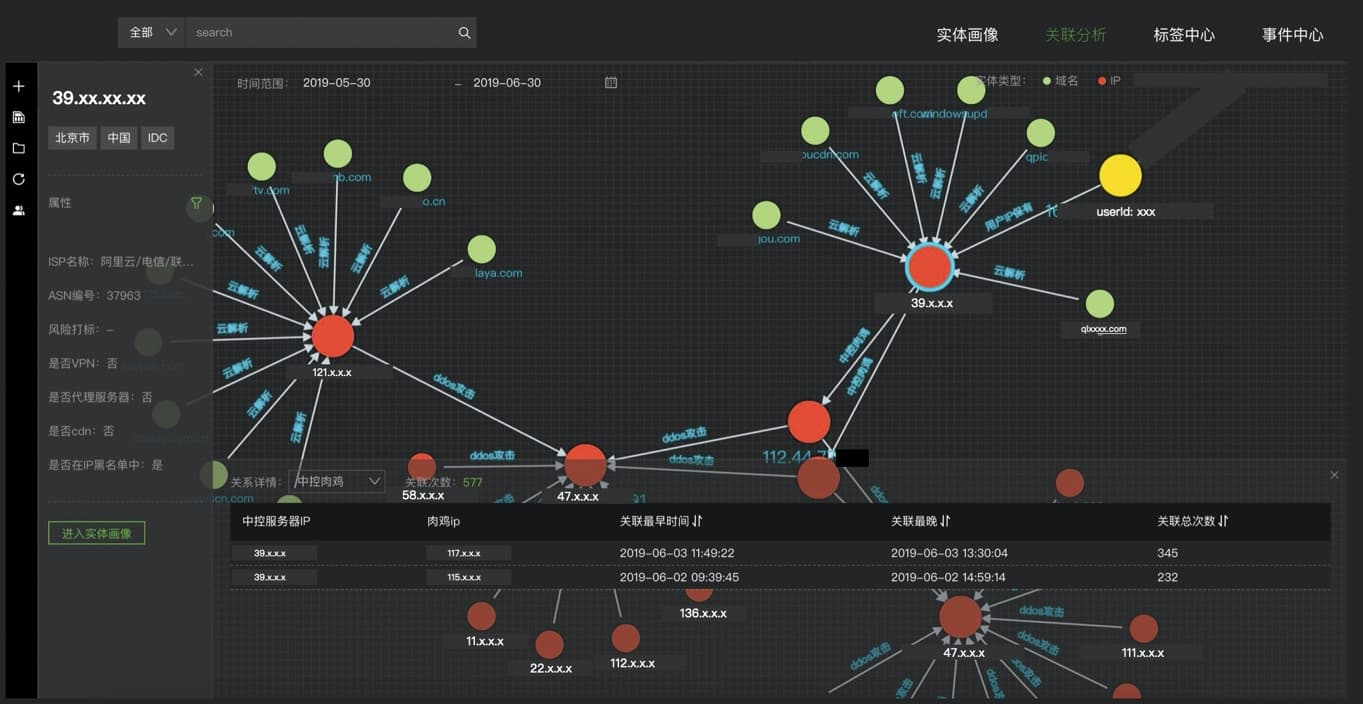 全部 search 实体画像 关联分析 标签中心 事件中心
39.xx.xx.xx
北京市 中国 IDC
属性
ISP名称: 阿里云/电信/联...
ASN编号: 37963
风险打标: –
是否VPN: 否
是否代理服务器: 否
是否cdn: 否
是否在IP黑名单中: 是
进入实体画像
时间范围: 2019-05-30 – 2019-06-30
实体类型: 域名 IP
tv.com
b.com
o.cn
laya.com
com
云解析
云解析
云解析
云解析
云解析
云解析
云解析
云解析
云解析
云解析
121.x.x.x
ddos攻击
oft.com
windowsupd
oucdn.com
qpic
jou.com
云解析
云解析
云解析
云解析
云解析
用户IP保有
userId: xxx
云解析
39.x.x.x
qlxxxx.com
中控肉鸡
中控肉鸡
ddos攻击
ddos攻击
ddos攻击
112.44.7
58.x.x.x
47.x.x.x
cn.com
关系详情: 中控肉鸡 关联次数: 577
中控服务器IP 肉鸡ip 关联最早时间 关联最晚 关联总次数
39.x.x.x 117.x.x.x 2019-06-03 11:49:22 2019-06-03 13:30:04 345
39.x.x.x 115.x.x.x 2019-06-02 09:39:45 2019-06-02 14:59:14 232
11.x.x.x
22.x.x.x
112.x.x.x
136.x.x.x
47.x.x.x
111.x.x.x
ddos攻击
ddos攻击
ddos攻击